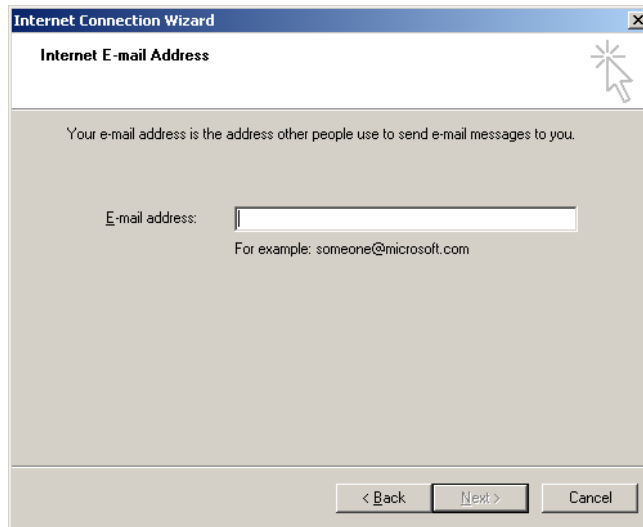 Internet Connection Wizard
Internet E-mail Address
Your e-mail address is the address other people use to send e-mail messages to you.
E-mail address:
For example: someone@microsoft.com
< Back Next > Cancel